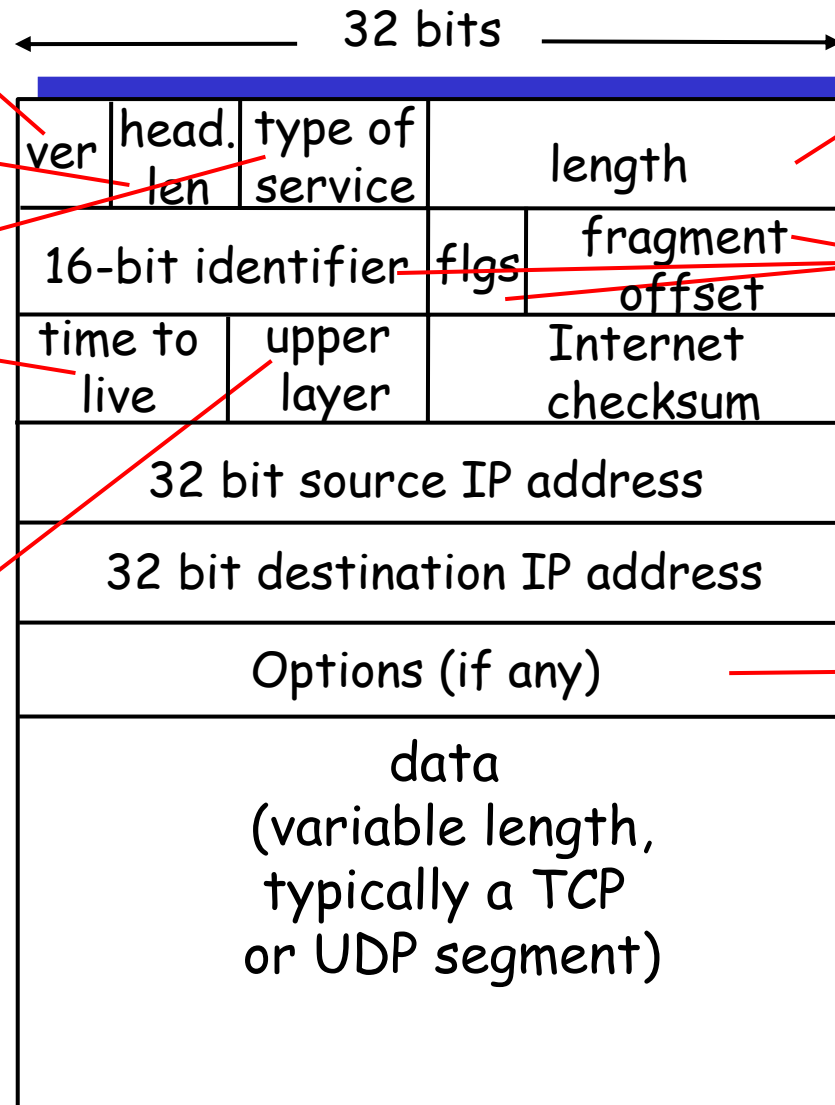 32 bits
ver
head.
len
type of
service
length
16-bit identifier
flgs
fragment
offset
time to
live
upper
layer
Internet
checksum
32 bit source IP address
32 bit destination IP address
Options (if any)
data
(variable length,
typically a TCP
or UDP segment)